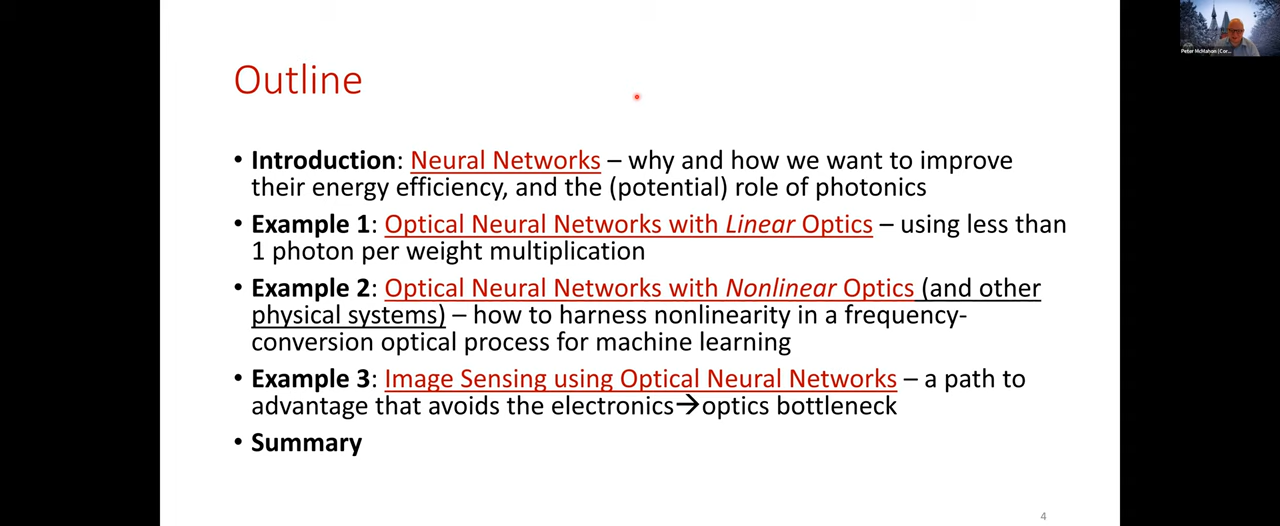 Outline
• Introduction: Neural Networks – why and how we want to improve
their energy efficiency, and the (potential) role of photonics
• Example 1: Optical Neural Networks with Linear Optics – using less than
1 photon per weight multiplication
• Example 2: Optical Neural Networks with Nonlinear Optics (and other
physical systems) – how to harness nonlinearity in a frequency-
conversion optical process for machine learning
• Example 3: Image Sensing using Optical Neural Networks – a path to
advantage that avoids the electronics→optics bottleneck
• Summary
4
Peter McMahon (Cor...